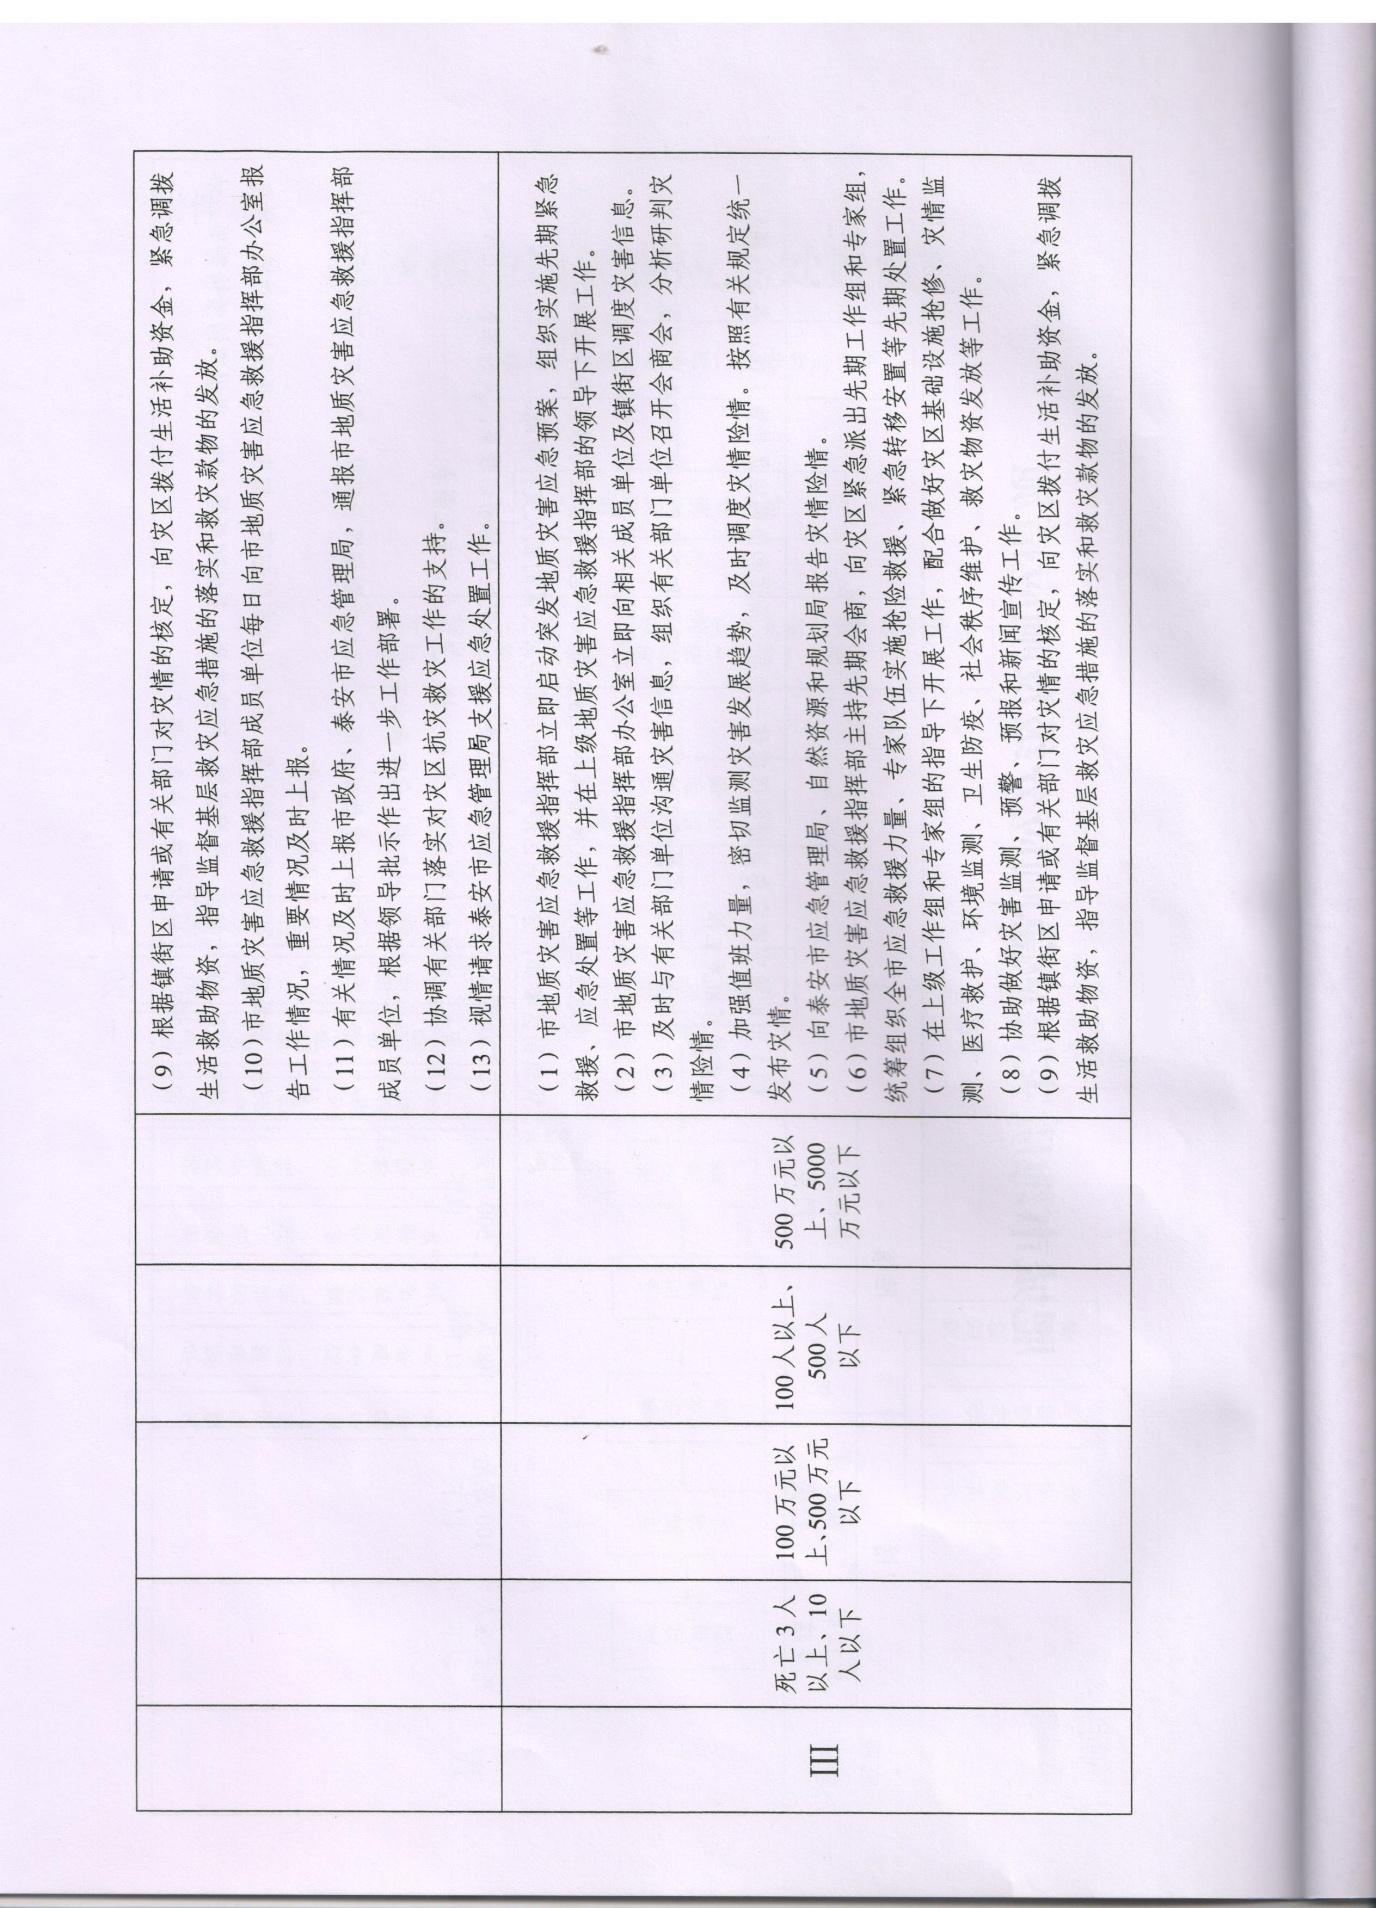 （9）根据镇街区申请或有关部门对灾情的核定，向灾区拨付生活补助资金，紧急调拨
生活救助物资，指导监督基层救灾应急措施的落实和救灾款物的发放。
（10）市地质灾害应急救援指挥部成员单位每日向市地质灾害应急救援指挥部办公室报
告工作情况，重要情况及时上报。
（11）有关情况及时上报市政府、泰安市应急管理局，通报市地质灾害应急救援指挥部
成员单位，根据领导批示作出进一步工作部署。
（12）协调有关部门落实对灾区抗灾救灾工作的支持。
（13）视情请求泰安市应急管理局支援应急处置工作。
III
死亡 3 人
以上、10
人以下
100 万元以
上、500 万元
以下
100 人以上、
500 人
以下
500 万元以
上、5000
万元以下
（1）市地质灾害应急救援指挥部立即启动突发地质灾害应急预案，组织实施先期紧急
救援、应急处置等工作，并在上级地质灾害应急救援指挥部的领导下开展工作。
（2）市地质灾害应急救援指挥部办公室立即向相关成员单位及镇街区调度灾害信息。
（3）及时与有关部门单位沟通灾害信息，组织有关部门单位召开会商会，分析研判灾
情险情。
（4）加强值班力量，密切监测灾害发展趋势，及时调度灾情险情。按照有关规定统一
发布灾情。
（5）向泰安市应急管理局、自然资源和规划局报告灾情险情。
（6）市地质灾害应急救援指挥部主持先期会商，向灾区紧急派出先期工作组和专家组，
统筹组织全市应急救援力量、专家队伍实施抢险救援、紧急转移安置等先期处置工作。
（7）在上级工作组和专家组的指导下开展工作，配合做好灾区基础设施抢修、灾情监
测、医疗救护、环境监测、卫生防疫、社会秩序维护、救灾物资发放等工作。
（8）协助做好灾害监测、预警、预报和新闻宣传工作。
（9）根据镇街区申请或有关部门对灾情的核定，向灾区拨付生活补助资金，紧急调拨
生活救助物资，指导监督基层救灾应急措施的落实和救灾款物的发放。